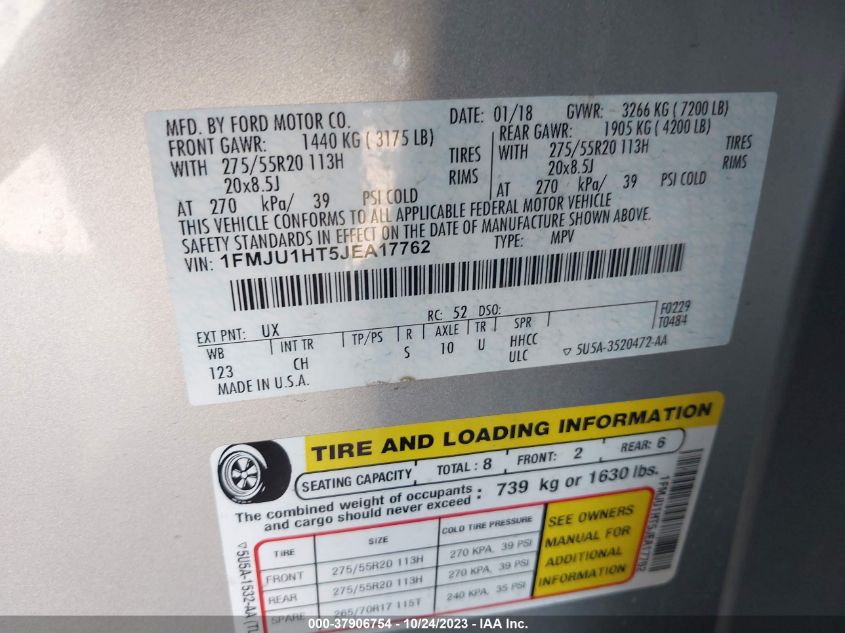 MFD. BY FORD MOTOR CO.
DATE: 01/18 GVWR: 3266 KG ( 7200 LB)
FRONT GAWR: 1440 KG ( 3175 LB)
REAR GAWR: 1905 KG ( 4200 LB)
WITH 275/55R20 113H TIRES
WITH 275/55R20 113H TIRES
20x8.5J RIMS
20x8.5J RIMS
AT 270 kPa/ 39 PSI COLD
AT 270 kPa/ 39 PSI COLD
THIS VEHICLE CONFORMS TO ALL APPLICABLE FEDERAL MOTOR VEHICLE
SAFETY STANDARDS IN EFFECT ON THE DATE OF MANUFACTURE SHOWN ABOVE.
VIN: 1FMJU1HT5JEA17762 TYPE: MPV
F0229
T0484
EXT PNT: UX RC: 52 DSO:
WB INT TR TP/PS R AXLE TR SPR
123 CH S 10 U HHCC
ULC
▽ 5U5A-3520472-AA
MADE IN U.S.A.
TIRE AND LOADING INFORMATION
SEATING CAPACITY TOTAL : 8 FRONT: 2 REAR: 6
The combined weight of occupants
and cargo should never exceed : 739 kg or 1630 lbs.
TIRE SIZE COLD TIRE PRESSURE
FRONT 275/55R20 113H 270 KPA, 39 PSI
REAR 275/55R20 113H 270 KPA, 39 PSI
SPARE 265/70R17 115T 240 KPA, 35 PSI
SEE OWNERS
MANUAL FOR
ADDITIONAL
INFORMATION
▽5U5A-1532-AA (TL
000-37906754 - 10/24/2023 - IAA Inc.